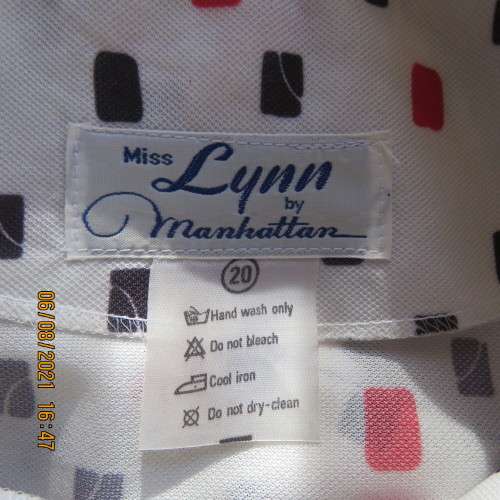 Miss Lynn
by
Manhattan
20
Hand wash only
Do not bleach
Cool iron
Do not dry-clean
06/08/2021 16:47